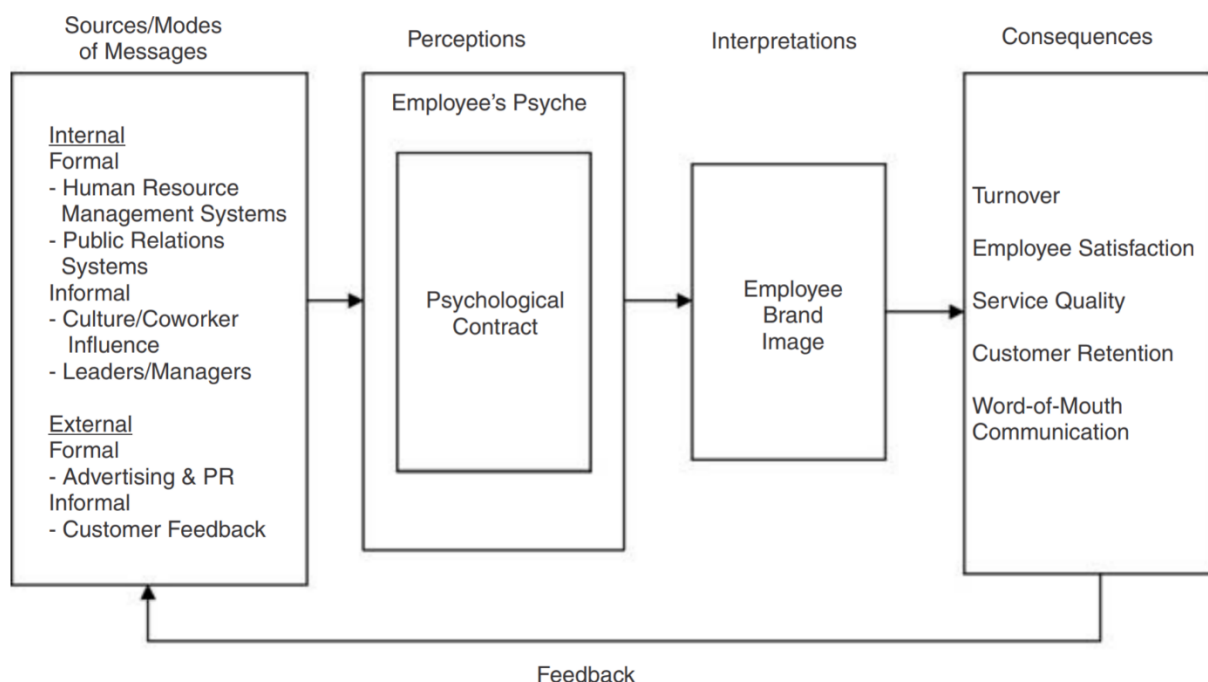 Sources/Modes
of Messages
Perceptions
Interpretations
Consequences
Internal
Formal
- Human Resource
Management Systems
- Public Relations
Systems
Informal
- Culture/Coworker
Influence
- Leaders/Managers
External
Formal
- Advertising & PR
Informal
- Customer Feedback
Employee’s Psyche
Psychological
Contract
Employee
Brand
Image
Turnover
Employee Satisfaction
Service Quality
Customer Retention
Word-of-Mouth
Communication
Feedback